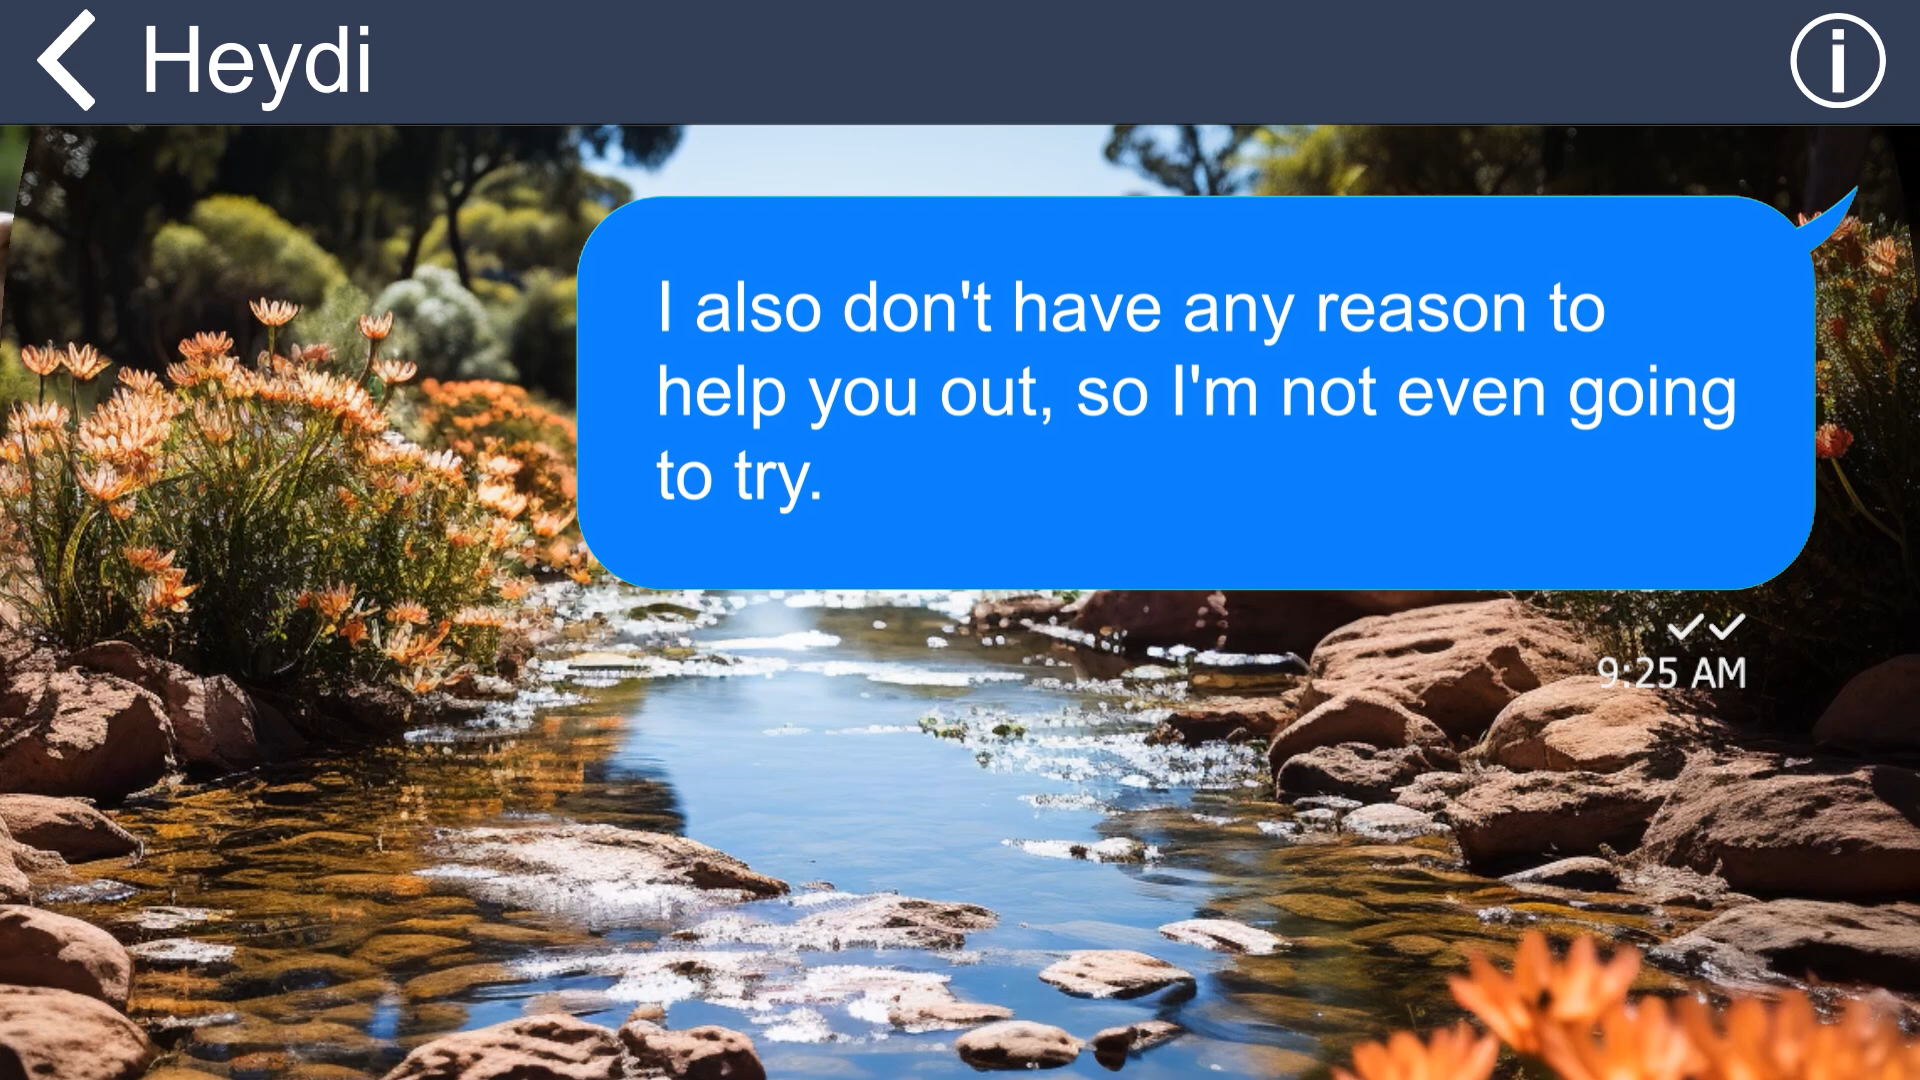 Heydi
I also don't have any reason to
help you out, so I'm not even going
to try.
9:25 AM